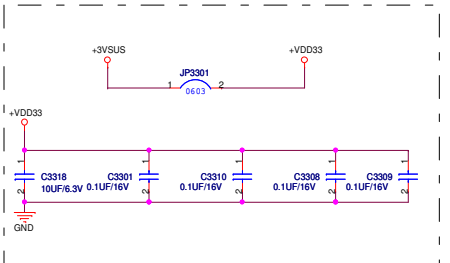 +3VSUS +VDD33
JP3301
1 2
0603
+VDD33
1 1 1 1 1
C3318 C3301 C3310 C3308 C3309
10UF/6.3V 0.1UF/16V 0.1UF/16V 0.1UF/16V 0.1UF/16V
2 2 2 2 2
GND